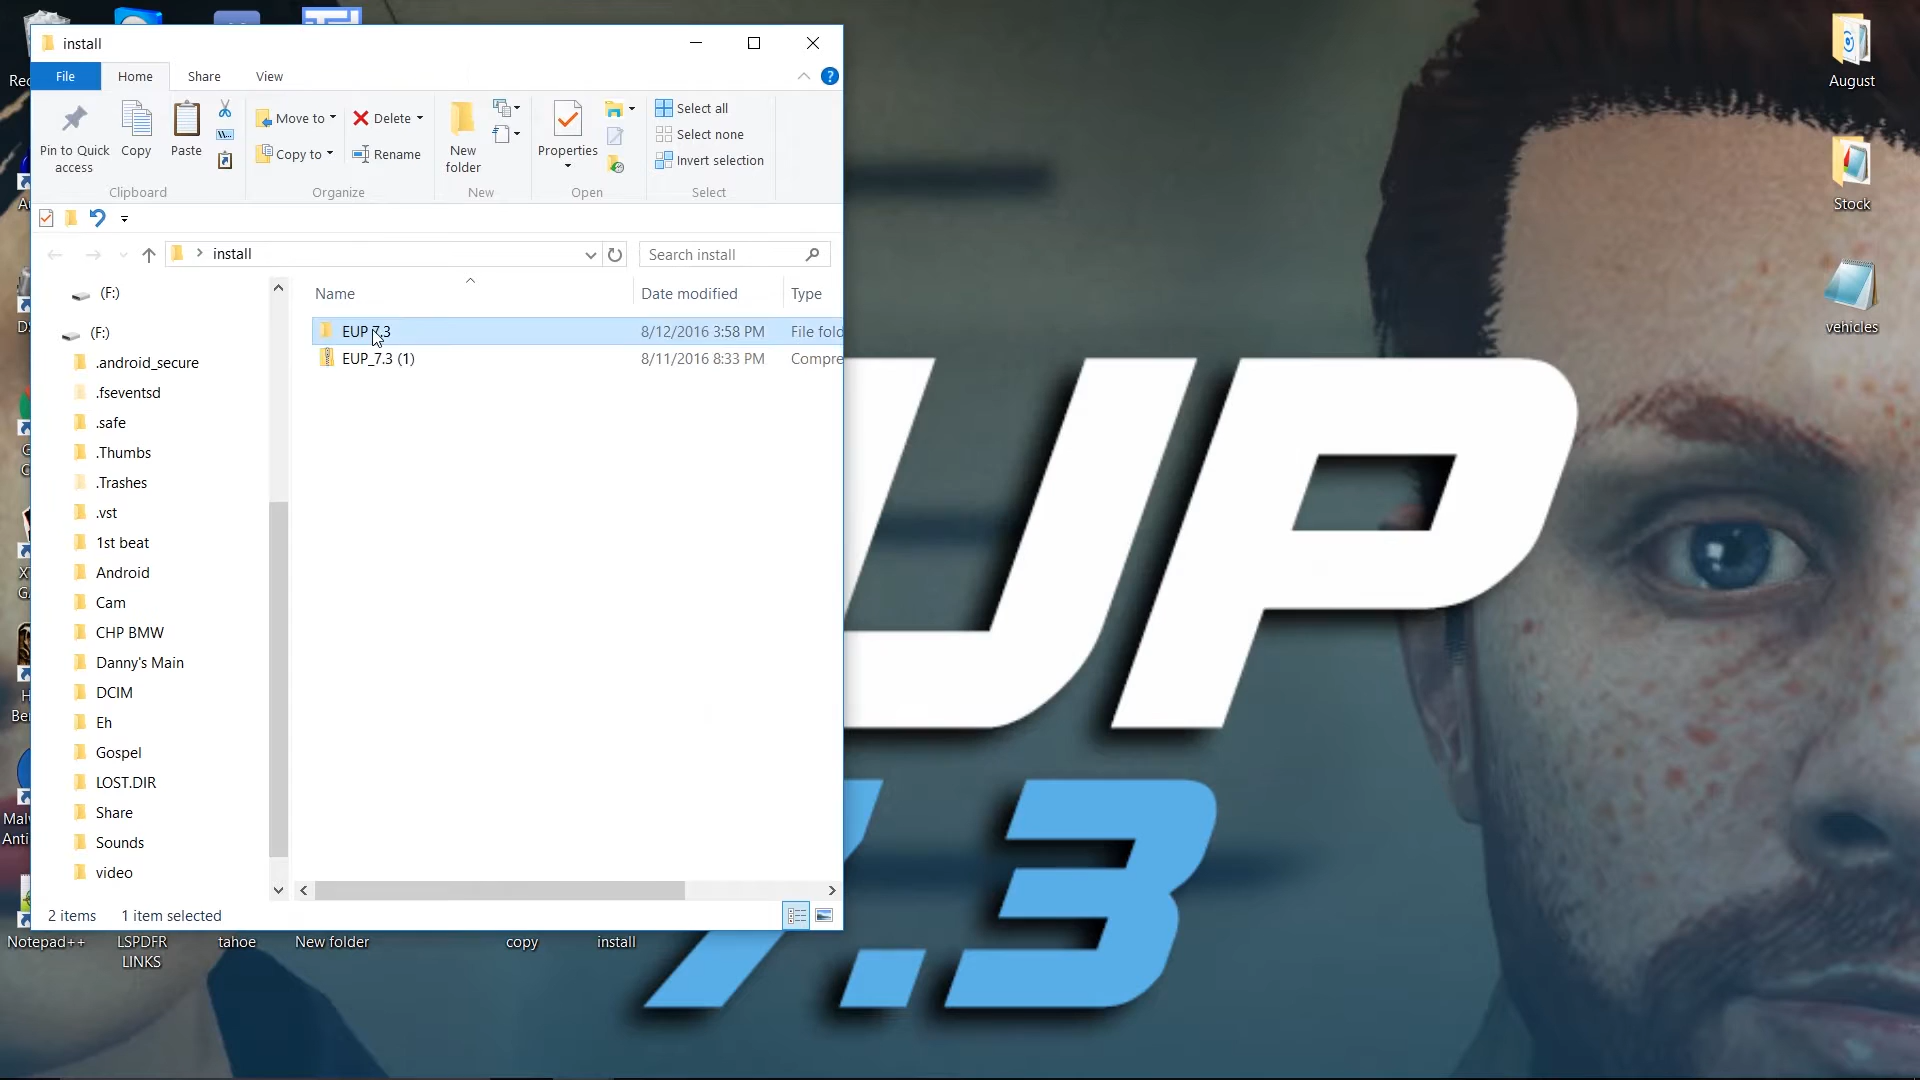 install
File Home Share View
Pin to Quick access
Copy
Paste
Move to
Copy to
Delete
Rename
New folder
Properties
Select all
Select none
Invert selection
Clipboard Organize New Open Select
install
Search install
Name Date modified Type
EUP 7.3 8/12/2016 3:58 PM File fold
EUP_7.3 (1) 8/11/2016 8:33 PM Compre
(F:)
(F:)
.android_secure
.fseventsd
.safe
.Thumbs
.Trashes
.vst
1st beat
Android
Cam
CHP BMW
Danny's Main
DCIM
Eh
Gospel
LOST.DIR
Share
Sounds
video
2 items 1 item selected
August
Stock
vehicles
UP
7.3
Notepad++
LSPDFR LINKS
tahoe
New folder
copy
install